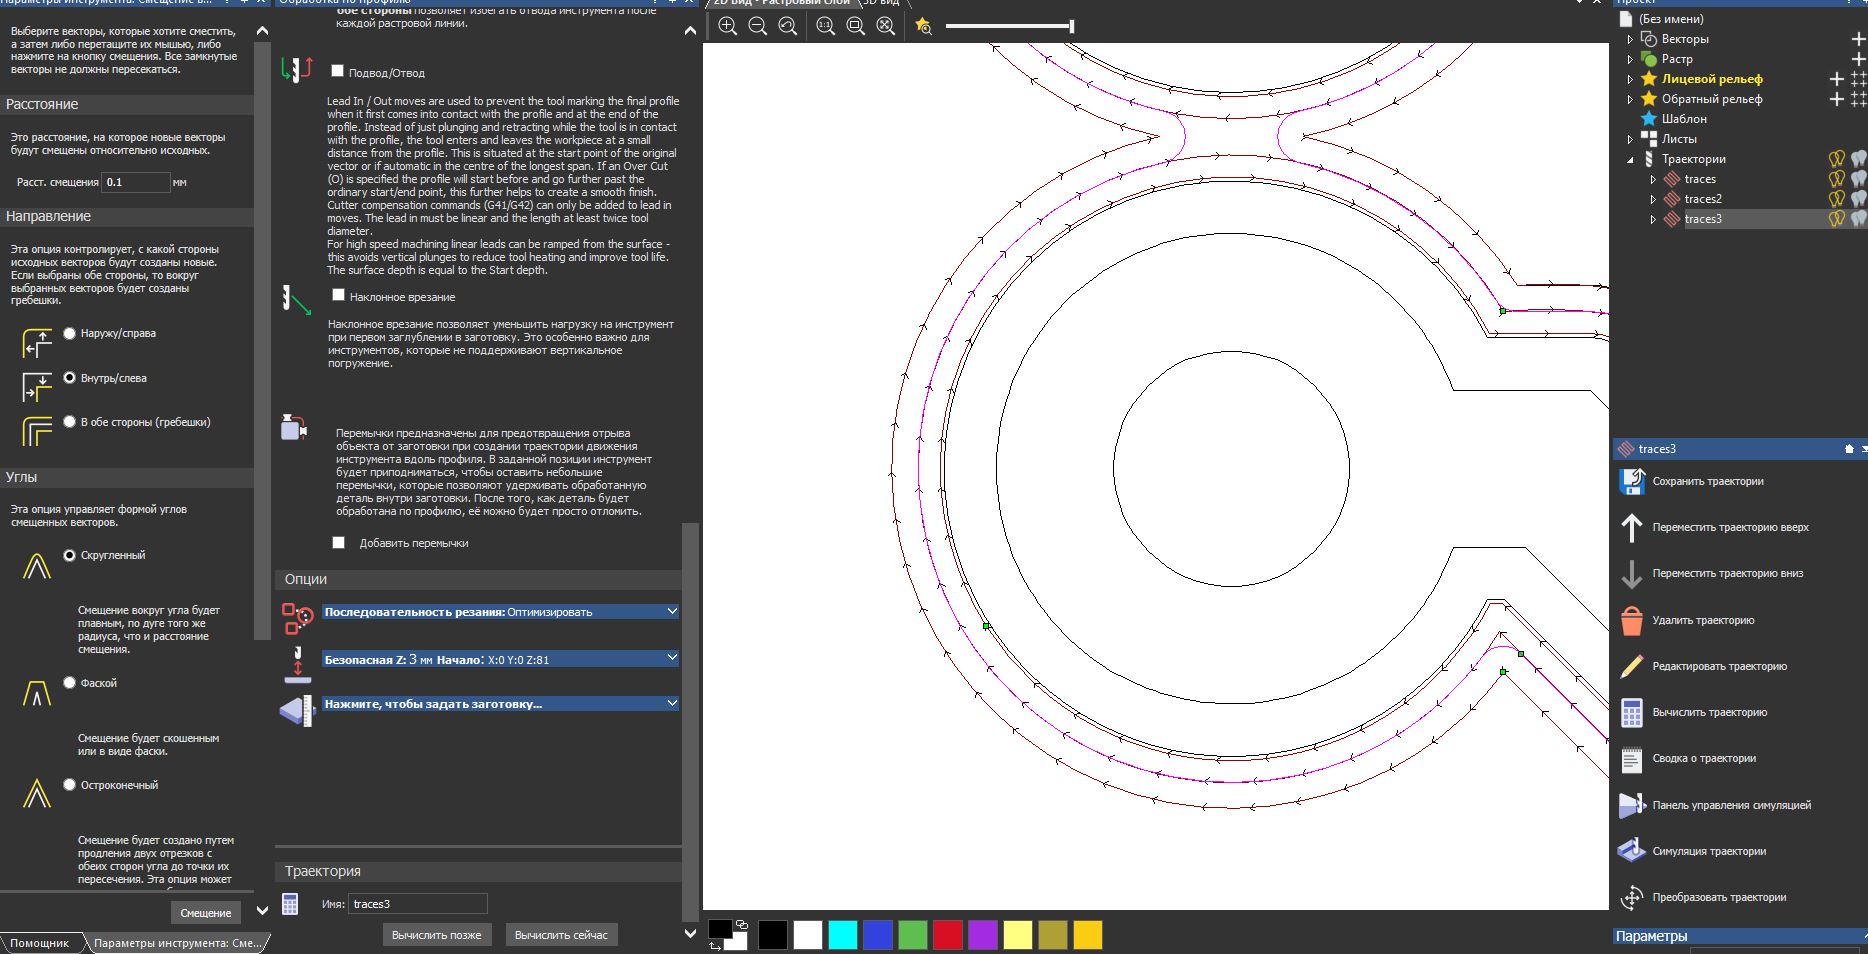 Параметры инструмента: Смещение в...
Выберите векторы, которые хотите сместить,
а затем либо перетащите их мышью, либо
нажмите на кнопку смещения. Все замкнутые
векторы не должны пересекаться.
Расстояние
Это расстояние, на которое новые векторы
будут смещены относительно исходных.
Расст. смещения 0.1 мм
Направление
Эта опция контролирует, с какой стороны
исходных векторов будут созданы новые.
Если выбраны обе стороны, то вокруг
выбранных векторов будет созданы
гребешки.
Наружу/справа
Внутрь/слева
В обе стороны (гребешки)
Углы
Эта опция управляет формой углов
смещенных векторов.
Скругленный
Смещение вокруг угла будет
плавным, по дуге того же
радиуса, что и расстояние
смещения.
Фаской
Смещение будет скошенным
или в виде фаски.
Остроконечный
Смещение будет создано путем
продления двух отрезков с
обеих сторон угла до точки их
пересечения. Эта опция может
Смещение
Помощник
Параметры инструмента: Сме...
Обработка по профилю
обе стороны позволяет избегать отвода инструмента после
каждой растровой линии.
Подвод/Отвод
Lead In / Out moves are used to prevent the tool marking the final profile
when it first comes into contact with the profile and at the end of the
profile. Instead of just plunging and retracting while the tool is in contact
with the profile, the tool enters and leaves the workpiece at a small
distance from the profile. This is situated at the start point of the original
vector or if automatic in the centre of the longest span. If an Over Cut
(O) is specified the profile will start before and go further past the
ordinary start/end point, this further helps to create a smooth finish.
Cutter compensation commands (G41/G42) can only be added to lead in
moves. The lead in must be linear and the length at least twice tool
diameter.
For high speed machining linear leads can be ramped from the surface -
this avoids vertical plunges to reduce tool heating and improve tool life.
The surface depth is equal to the Start depth.
Наклонное врезание
Наклонное врезание позволяет уменьшить нагрузку на инструмент
при первом заглублении в заготовку. Это особенно важно для
инструментов, которые не поддерживают вертикальное
погружение.
Перемычки предназначены для предотвращения отрыва
объекта от заготовки при создании траектории движения
инструмента вдоль профиля. В заданной позиции инструмент
будет приподниматься, чтобы оставить небольшие
перемычки, которые позволяют удерживать обработанную
деталь внутри заготовки. После того, как деталь будет
обработана по профилю, её можно будет просто отломить.
Добавить перемычки
Опции
Последовательность резания: Оптимизировать
Безопасная Z: 3 мм Начало: X:0 Y:0 Z:81
Нажмите, чтобы задать заготовку...
Траектория
Имя: traces3
Вычислить позже
Вычислить сейчас
2D Вид - Растровый Слой
3D Вид
1:1
Проект
(Без имени)
Векторы
Растр
Лицевой рельеф
Обратный рельеф
Шаблон
Листы
Траектории
traces
traces2
traces3
traces3
Сохранить траектории
Переместить траекторию вверх
Переместить траекторию вниз
Удалить траекторию
Редактировать траекторию
Вычислить траекторию
Сводка о траектории
Панель управления симуляцией
Симуляция траектории
Преобразовать траектории
Параметры